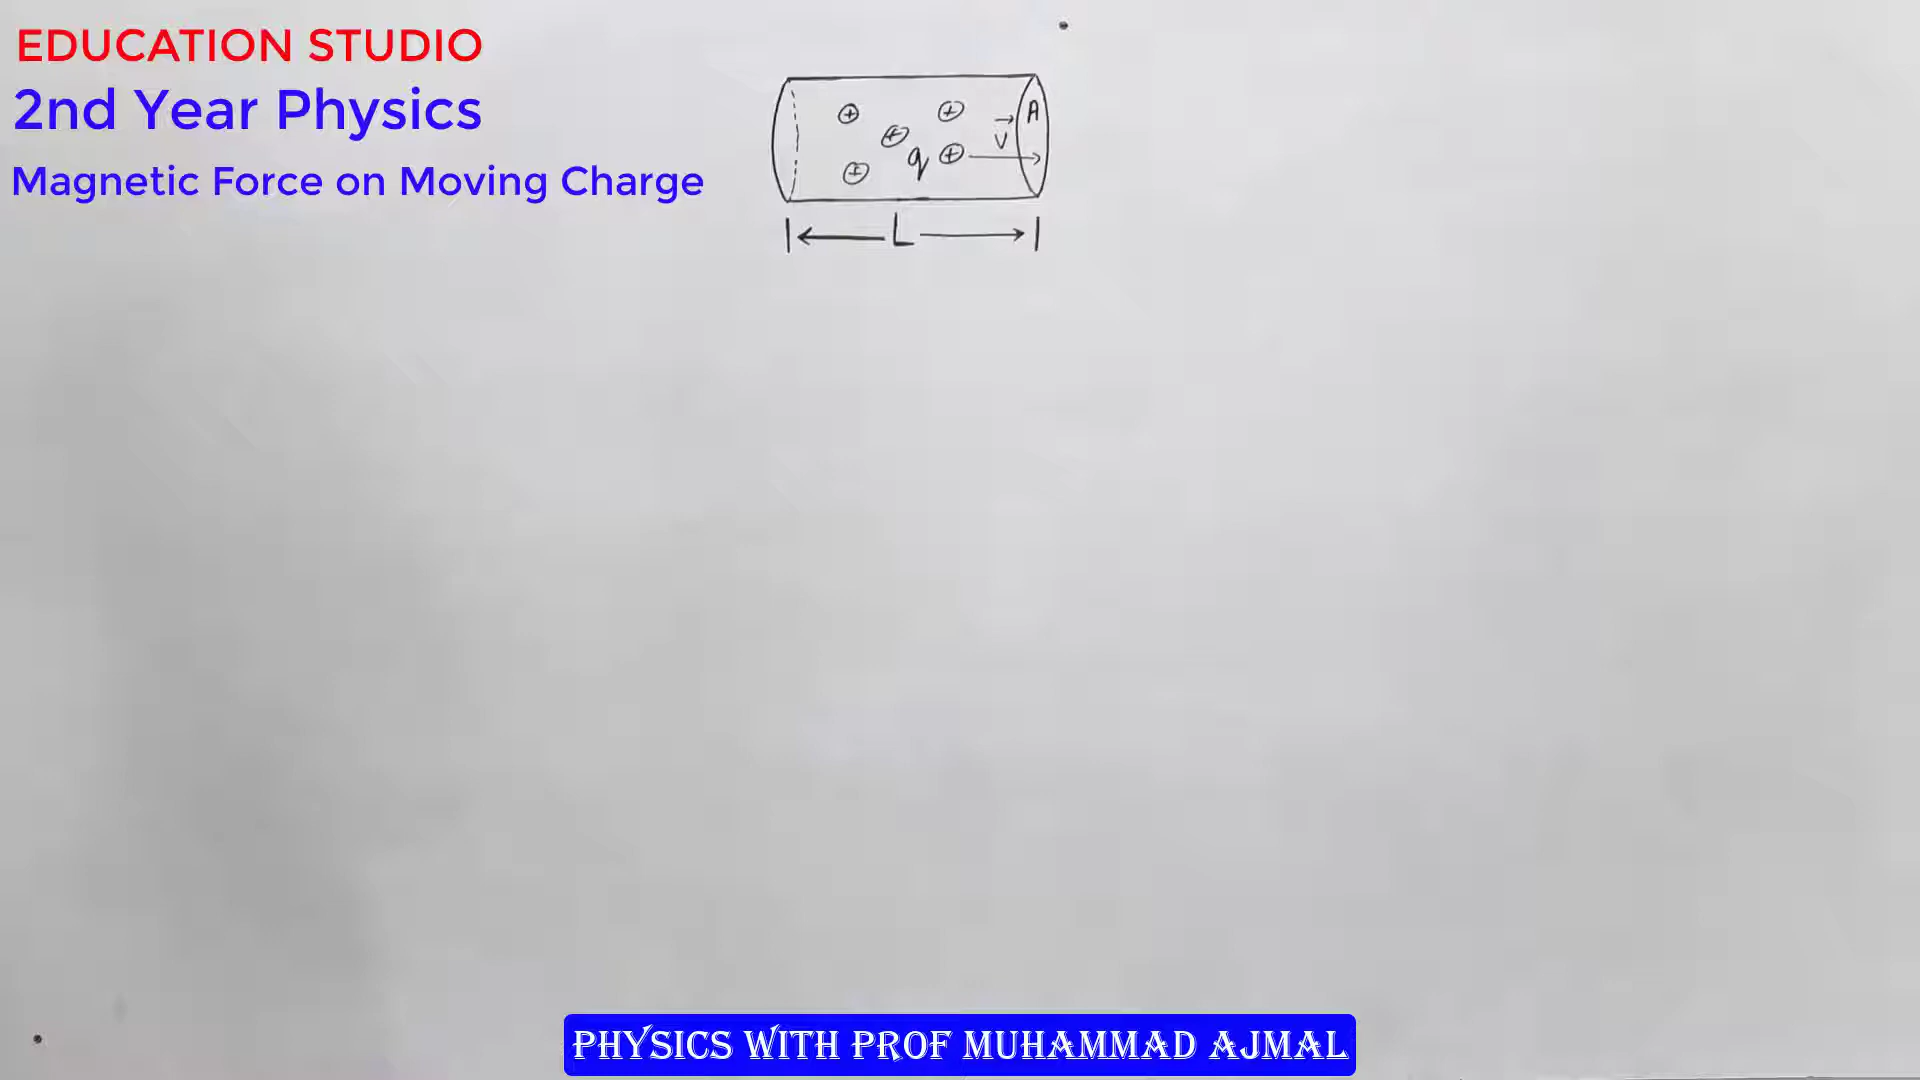 EDUCATION STUDIO
2nd Year Physics
Magnetic Force on Moving Charge
A
V
q
L
PHYSICS WITH PROF MUHAMMAD AJMAL